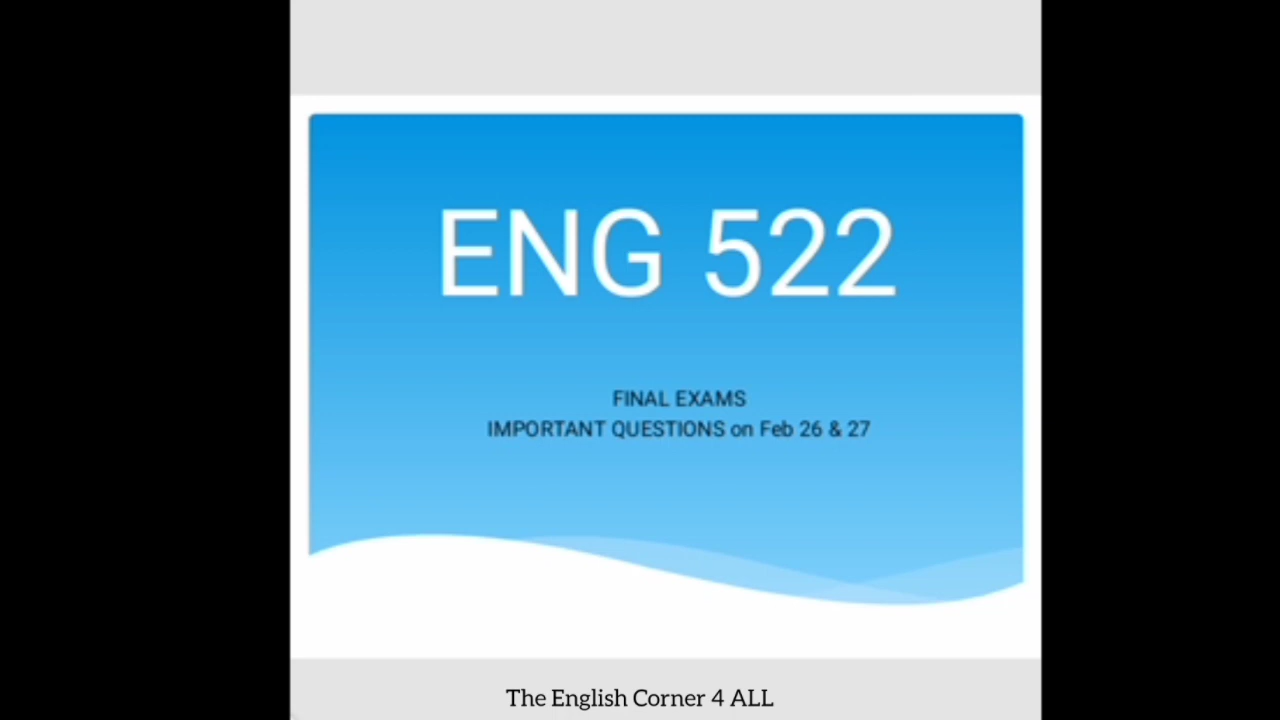 ENG 522
FINAL EXAMS
IMPORTANT QUESTIONS on Feb 26 & 27
The English Corner 4 ALL